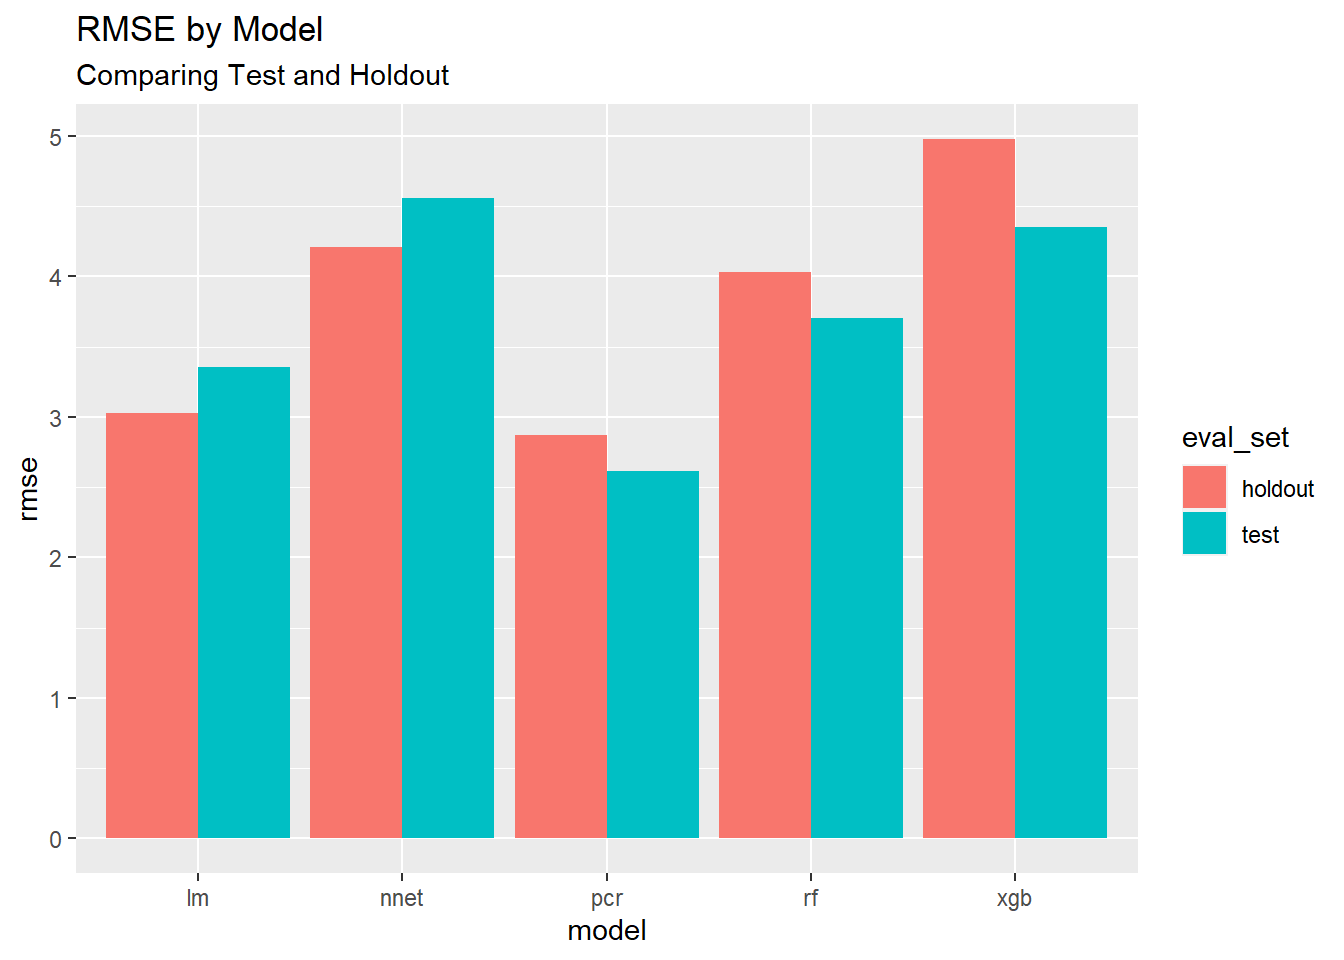 RMSE by Model
Comparing Test and Holdout
5
4
3
2
1
0
rmse
lm nnet pcr rf xgb
model
eval_set
holdout
test